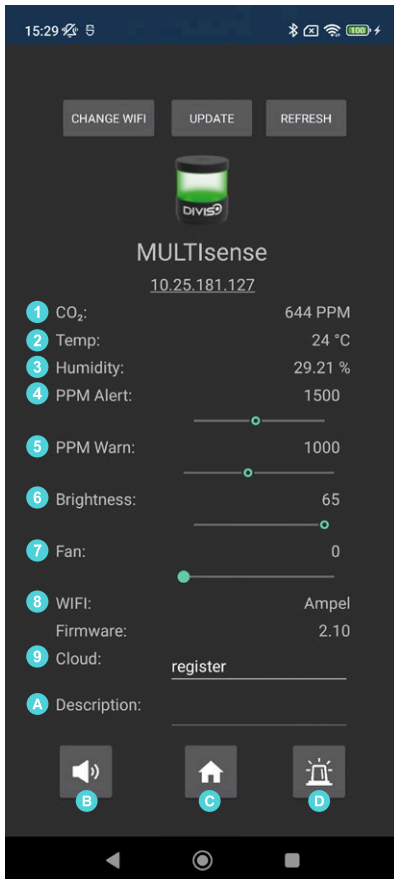 15:29
100
CHANGE WIFI UPDATE REFRESH
DIVIS
MULTIsense
10.25.181.127
1 CO₂: 644 PPM
2 Temp: 24 °C
3 Humidity: 29.21 %
4 PPM Alert: 1500
5 PPM Warn: 1000
6 Brightness: 65
7 Fan: 0
8 WIFI: Ampel
Firmware: 2.10
9 Cloud: register
A Description:
B C D